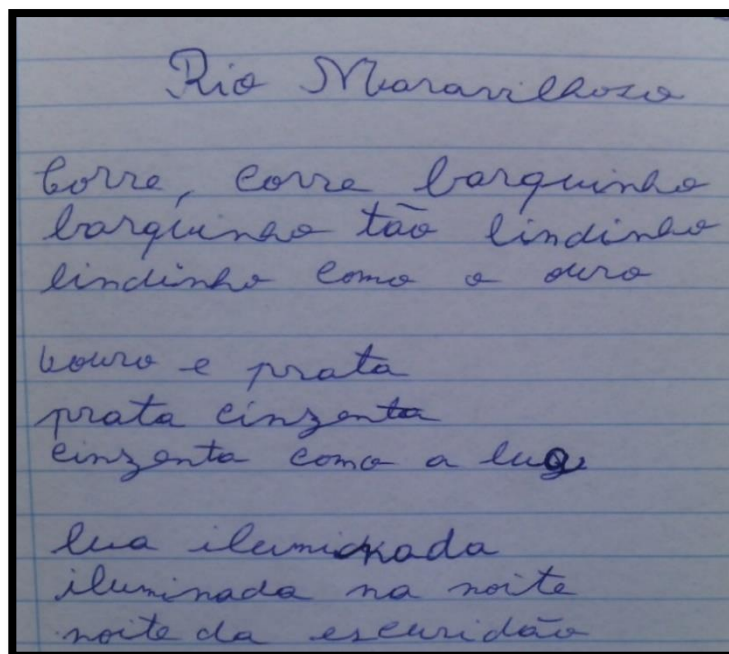 Rio Maravilhoso
Corre, corre barquinho
barquinho tão lindinho
lindinho como o ouro
ouro e prata
prata cinzenta
cinzenta como a lua
lua iluminada
iluminada na noite
noite da escuridão